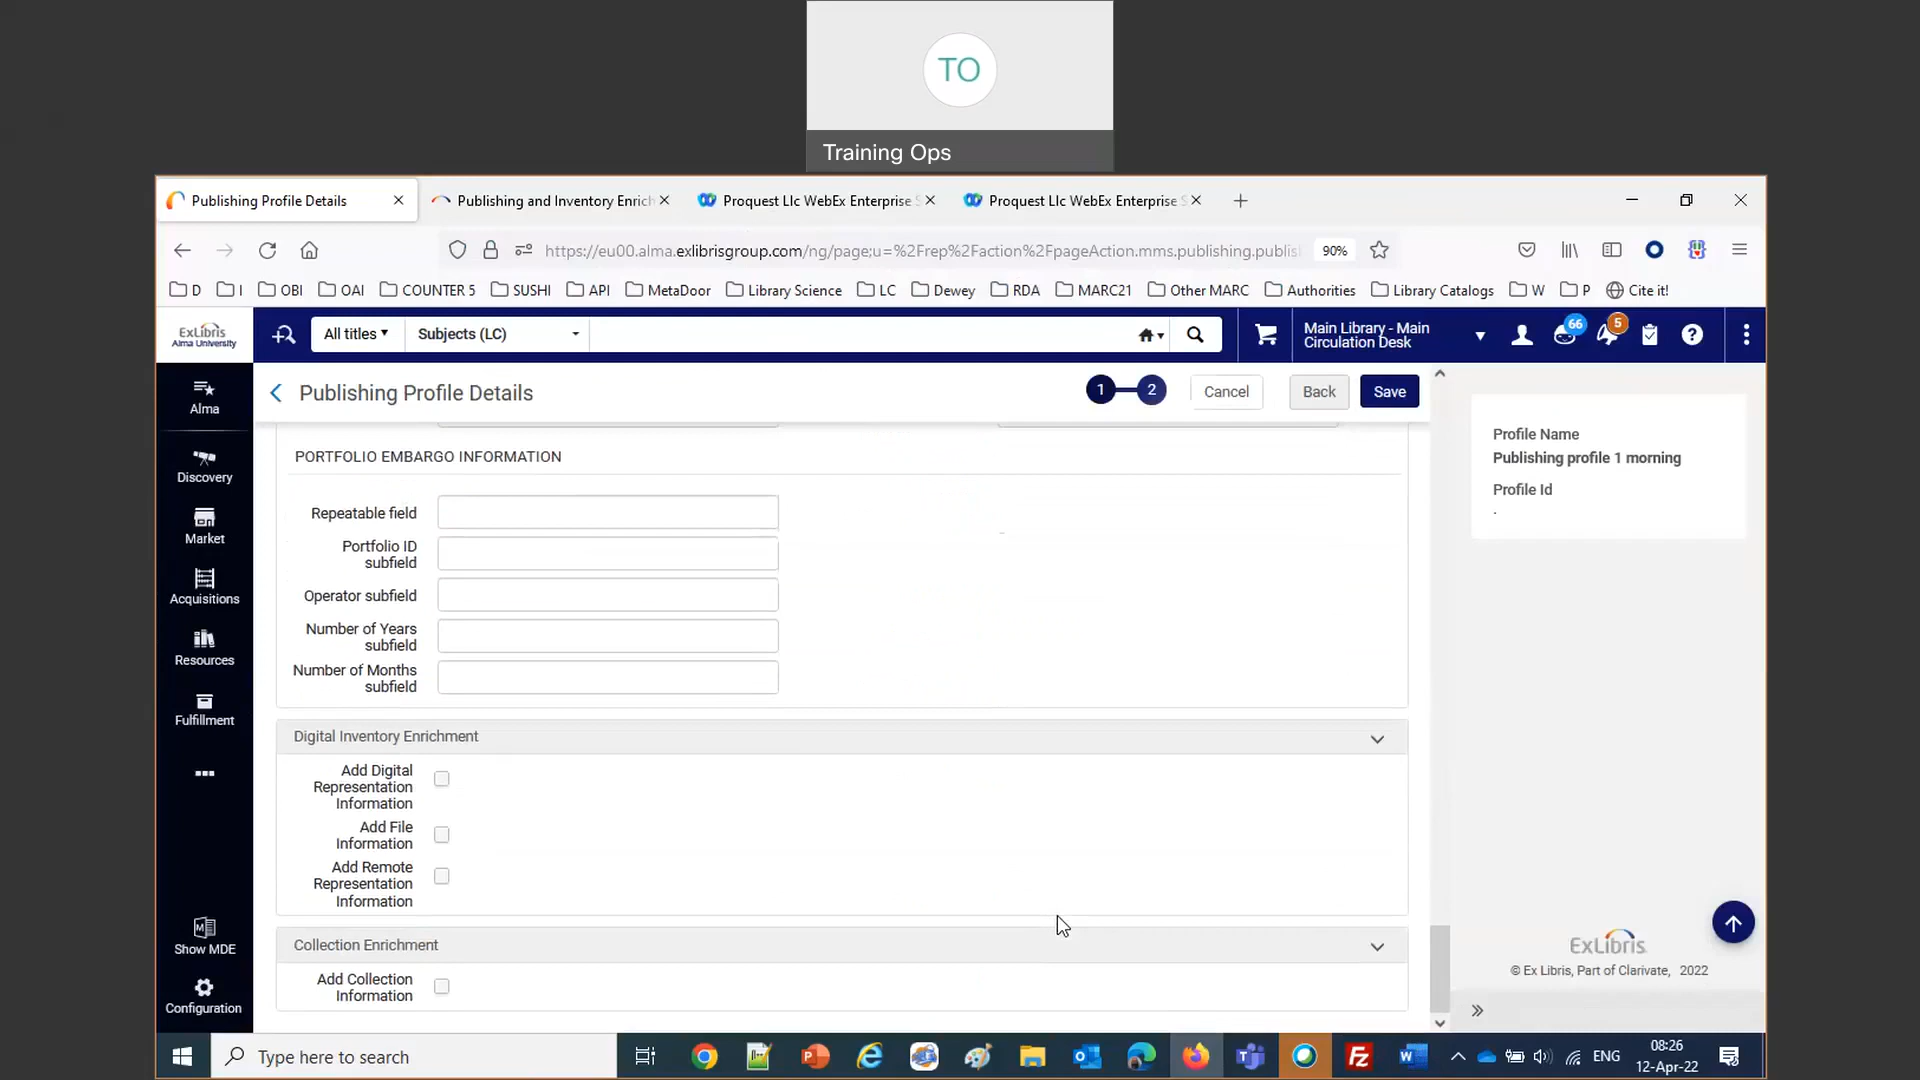 TO
Training Ops
Publishing Profile Details
Publishing and Inventory Enrich
Proquest Llc WebEx Enterprise S
Proquest Llc WebEx Enterprise S
https://eu00.alma.exlibrisgroup.com/ng/page;u=%2Frep%2Faction%2FpageAction.mms.publishing.publis
90%
D
I
OBI
OAI
COUNTER 5
SUSHI
API
MetaDoor
Library Science
LC
Dewey
RDA
MARC21
Other MARC
Authorities
Library Catalogs
W
P
Cite it!
ExLibris
Alma University
All titles
Subjects (LC)
Main Library - Main
Circulation Desk
66
5
Publishing Profile Details
1
2
Cancel
Back
Save
Alma
Discovery
Market
Acquisitions
Resources
Fulfillment
Show MDE
Configuration
PORTFOLIO EMBARGO INFORMATION
Repeatable field
Portfolio ID
subfield
Operator subfield
Number of Years
subfield
Number of Months
subfield
Digital Inventory Enrichment
Add Digital
Representation
Information
Add File
Information
Add Remote
Representation
Information
Collection Enrichment
Add Collection
Information
Profile Name
Publishing profile 1 morning
Profile Id
.
ExLibris
© Ex Libris, Part of Clarivate, 2022
Type here to search
ENG
08:26
12-Apr-22